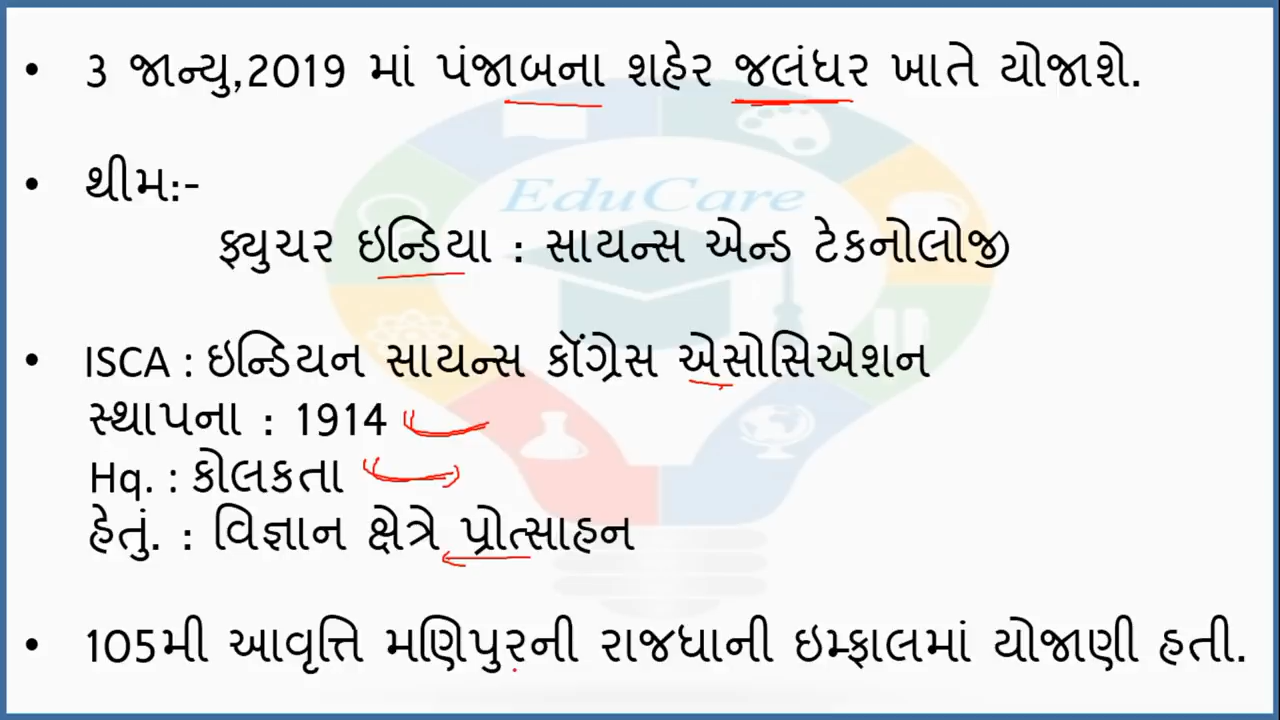 • 3 જાન્યુ,2019 માં પંજાબના શહેર જલંધર ખાતે યોજાશે.
• થીમ:-
EduCare
ફ્યુચર ઇન્ડિયા : સાયન્સ એન્ડ ટેકનોલોજી
• ISCA : ઇન્ડિયન સાયન્સ કૉંગ્રેસ એસોસિએશન
સ્થાપના : 1914
Hq. : કોલકતા
હેતું. : વિજ્ઞાન ક્ષેત્રે પ્રોત્સાહન
• 105મી આવૃત્તિ મણિપુરની રાજધાની ઇમ્ફાલમાં યોજાણી હતી.